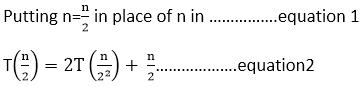 Putting n=n/2 in place of n in …………….equation 1
T(n/2) = 2T(n/2²) + n/2………………..equation2